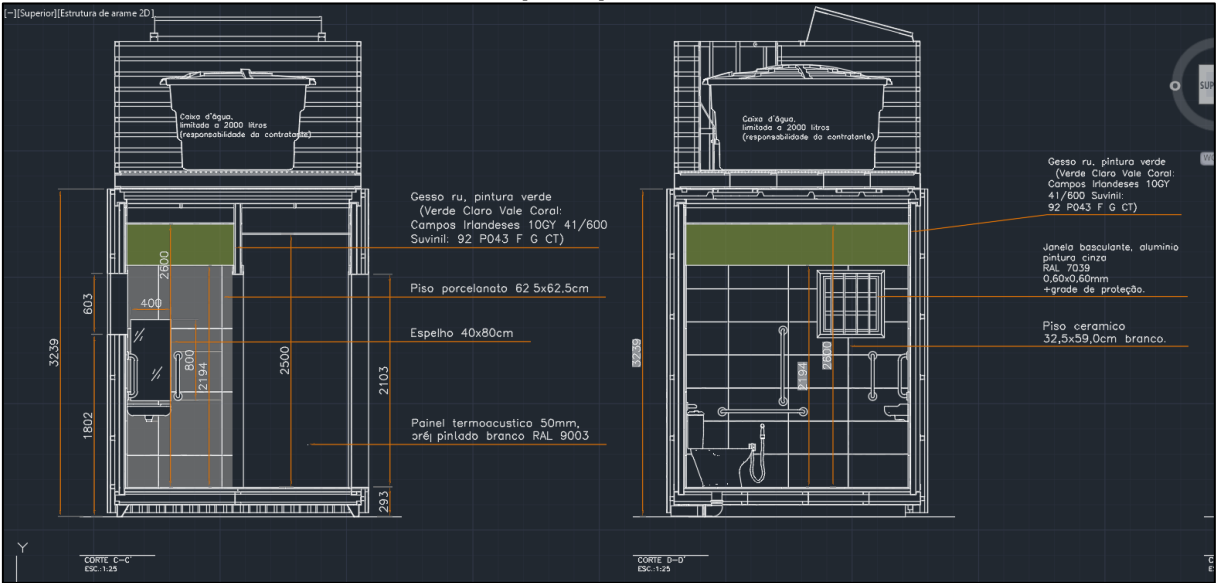 [-][Superior][Estrutura de arame 2D]
Caixa d'água,
limitada a 2000 litros
(responsabilidade da contratante)
Gesso ru, pintura verde
(Verde Claro Vale Coral:
Campos Irlandeses 10GY 41/600
Suvinil: 92 P043 F G CT)
Piso porcelanato 62 5x62,5cm
Espelho 40x80cm
Painel termoacustico 50mm,
pré pintado branco RAL 9003
3239
603
1802
400
2600
800
2194
2500
2103
293
CORTE C-C'
ESC.:1:25
Caixa d'água,
limitada a 2000 litros
(responsabilidade da contratante)
Gesso ru, pintura verde
(Verde Claro Vale Coral:
Campos Irlandeses 10GY
41/600 Suvinil:
92 P043 F G CT)
Janela basculante, aluminio
pintura cinza
RAL 7039
0,60x0,60mm
+grade de proteção.
Piso ceramico
32,5x59,0cm branco.
3239
2194
2600
CORTE D-D'
ESC.:1:25
SUP
Y